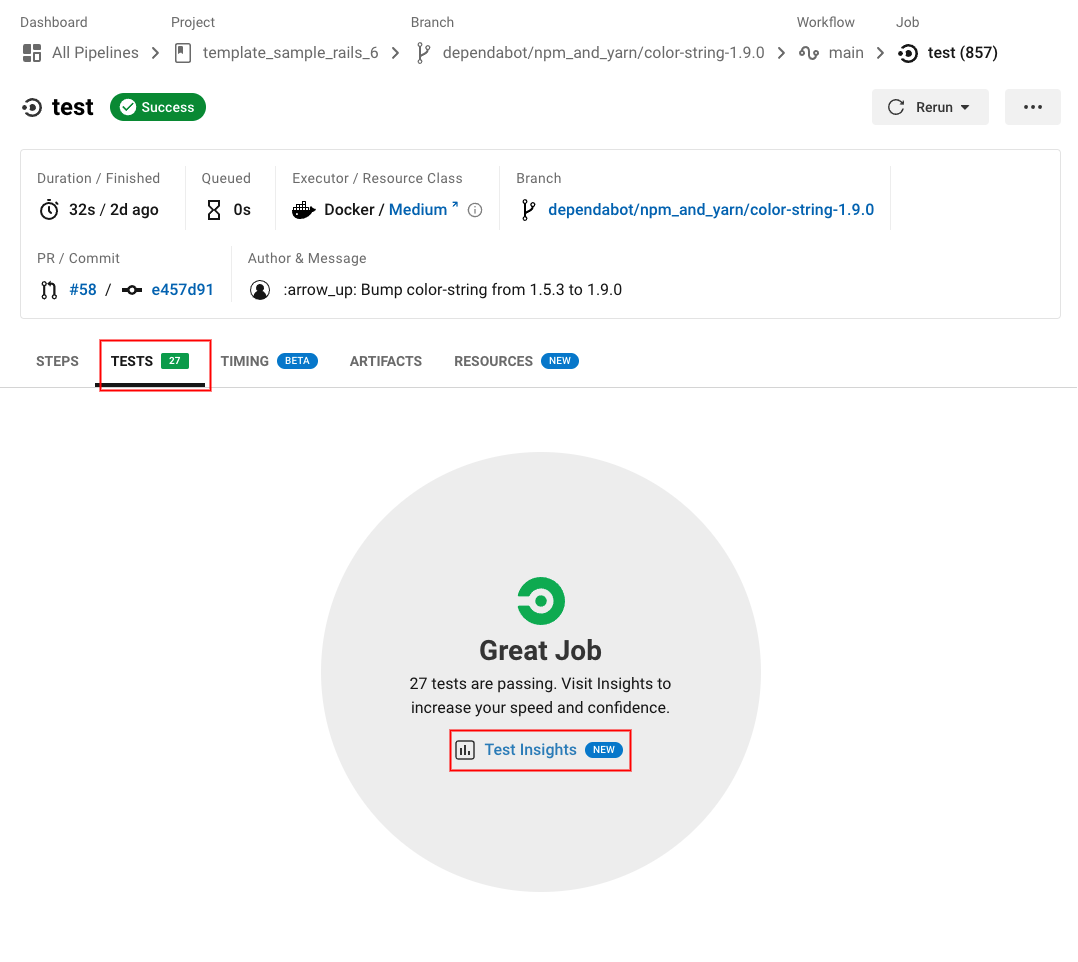 Dashboard Project Branch Workflow Job
All Pipelines template_sample_rails_6 dependabot/npm_and_yarn/color-string-1.9.0 main test (857)
test Success Rerun
Duration / Finished Queued Executor / Resource Class Branch
32s / 2d ago 0s Docker / Medium dependabot/npm_and_yarn/color-string-1.9.0
PR / Commit Author & Message
#58 / e457d91 :arrow_up: Bump color-string from 1.5.3 to 1.9.0
STEPS TESTS 27 TIMING BETA ARTIFACTS RESOURCES NEW
Great Job
27 tests are passing. Visit Insights to
increase your speed and confidence.
Test Insights NEW